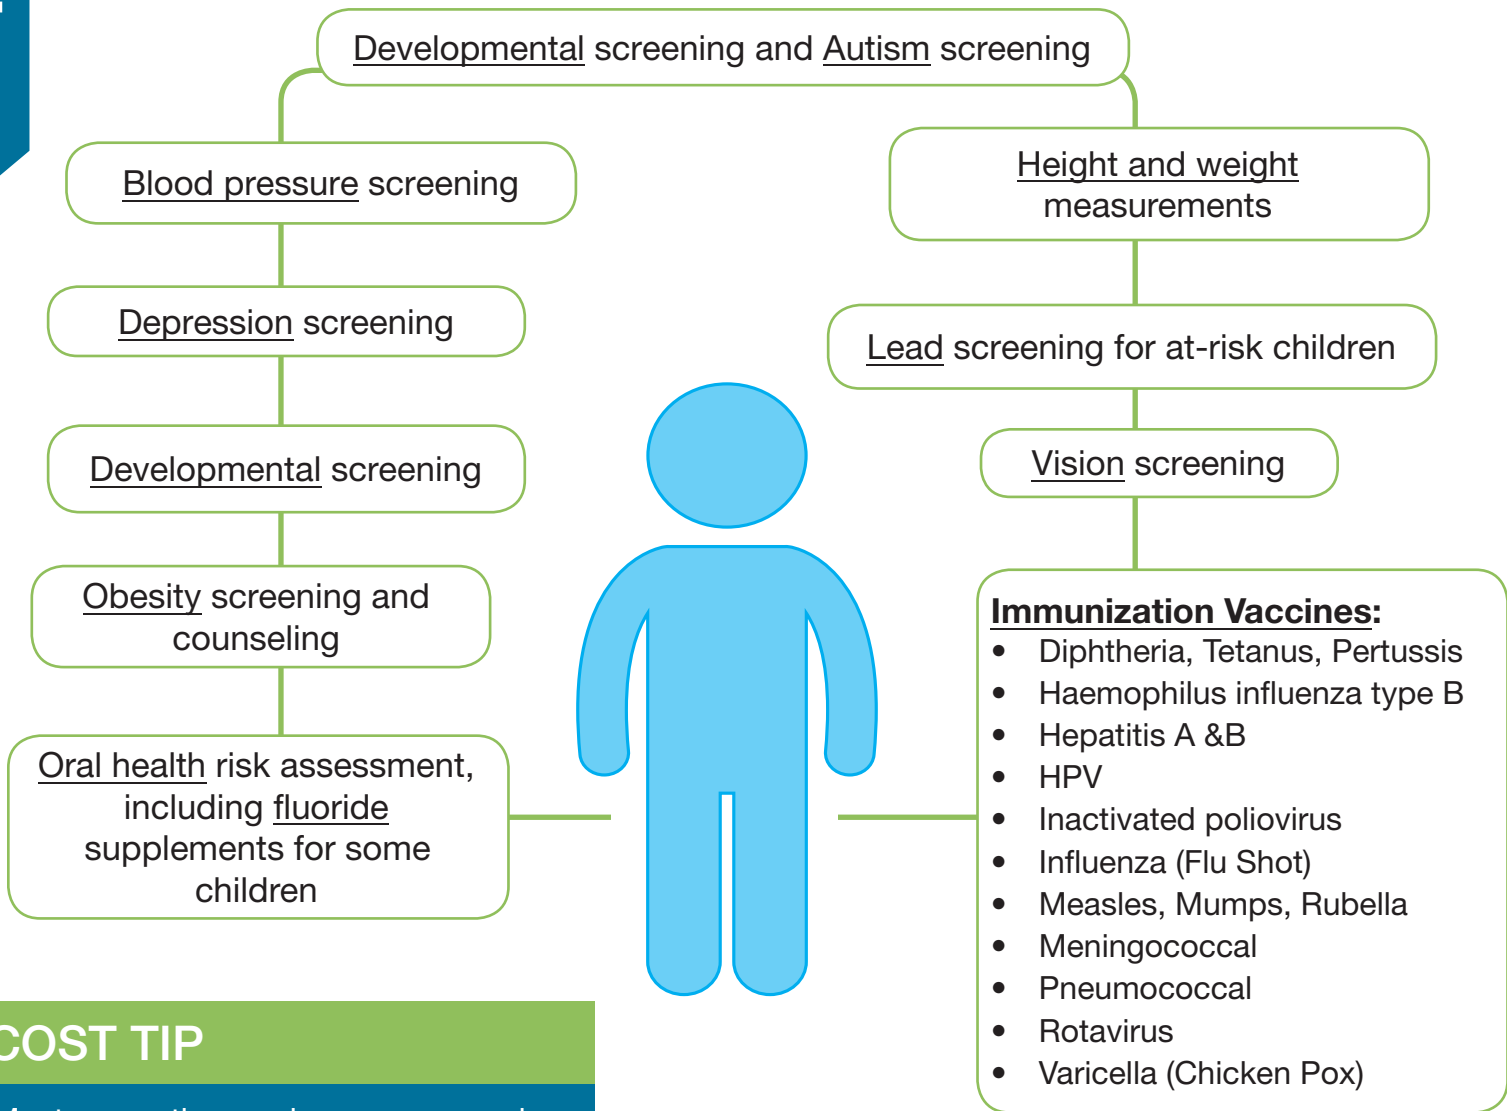 Developmental screening and Autism screening
Blood pressure screening
Depression screening
Developmental screening
Obesity screening and
counseling
Oral health risk assessment,
including fluoride
supplements for some
children
Height and weight
measurements
Lead screening for at-risk children
Vision screening
Immunization Vaccines:
• Diphtheria, Tetanus, Pertussis
• Haemophilus influenza type B
• Hepatitis A &B
• HPV
• Inactivated poliovirus
• Influenza (Flu Shot)
• Measles, Mumps, Rubella
• Meningococcal
• Pneumococcal
• Rotavirus
• Varicella (Chicken Pox)
COST TIP